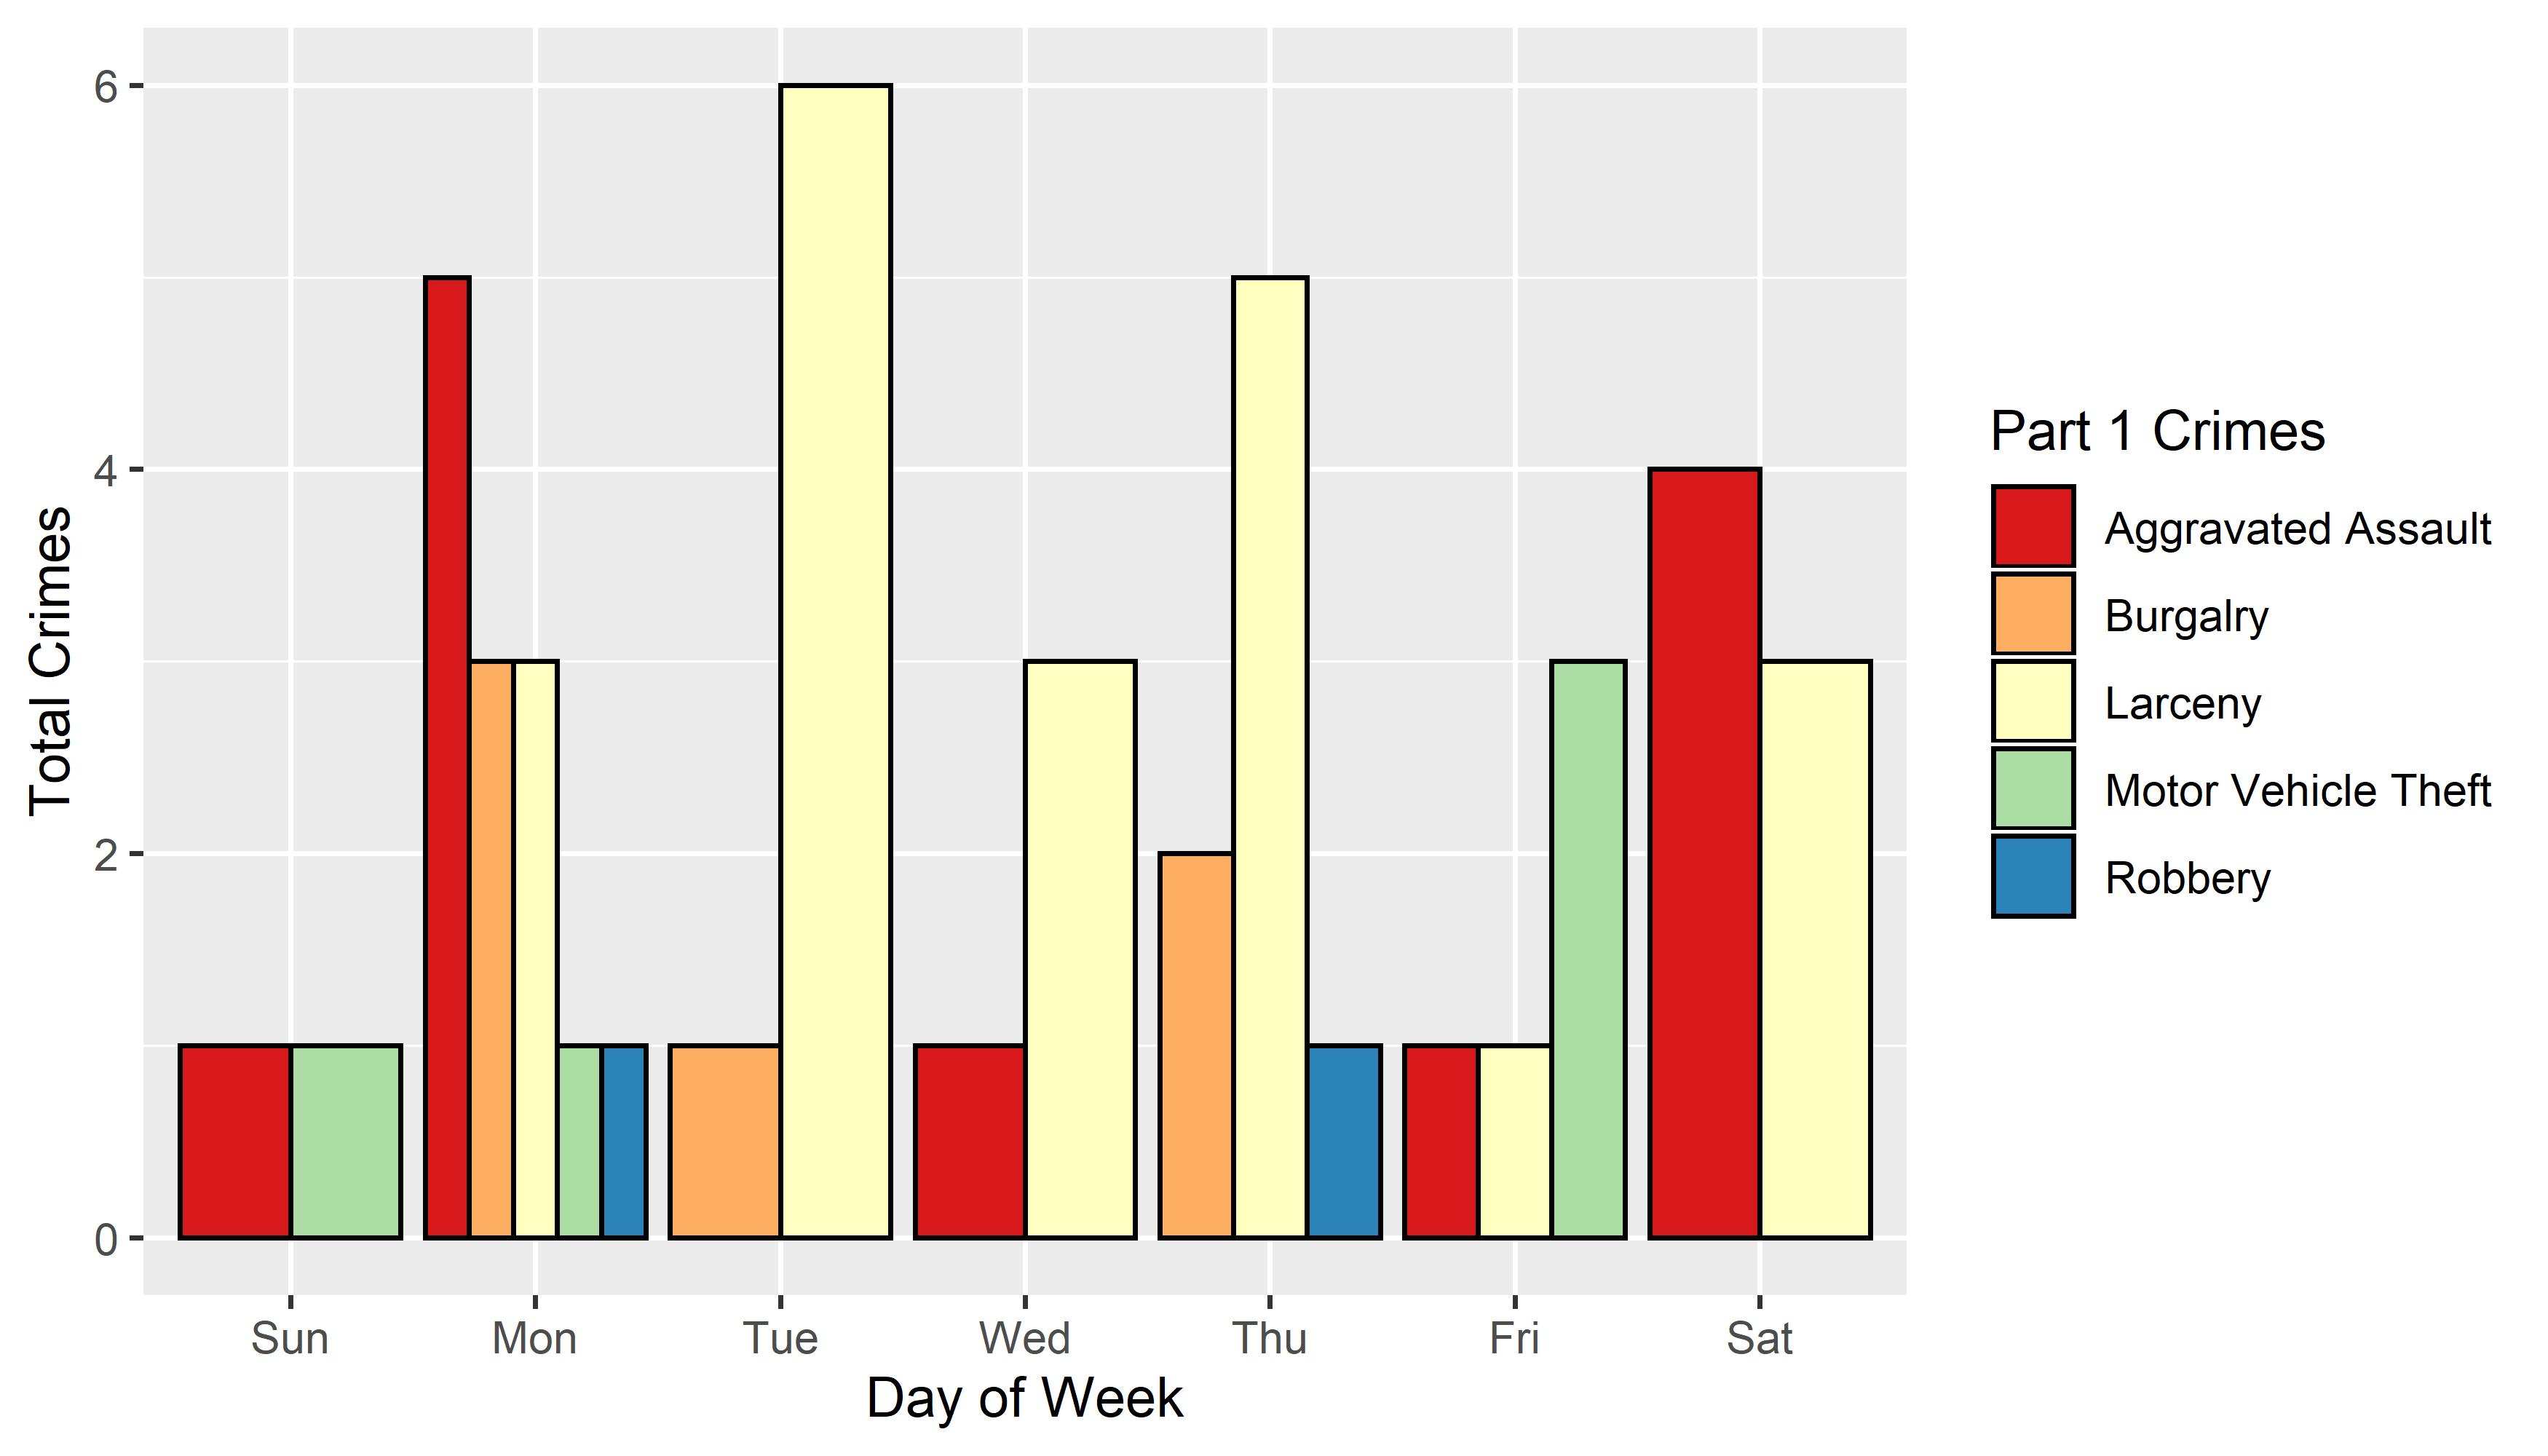 6
4
2
0
Total Crimes
Sun Mon Tue Wed Thu Fri Sat
Day of Week
Part 1 Crimes
Aggravated Assault
Burgalry
Larceny
Motor Vehicle Theft
Robbery